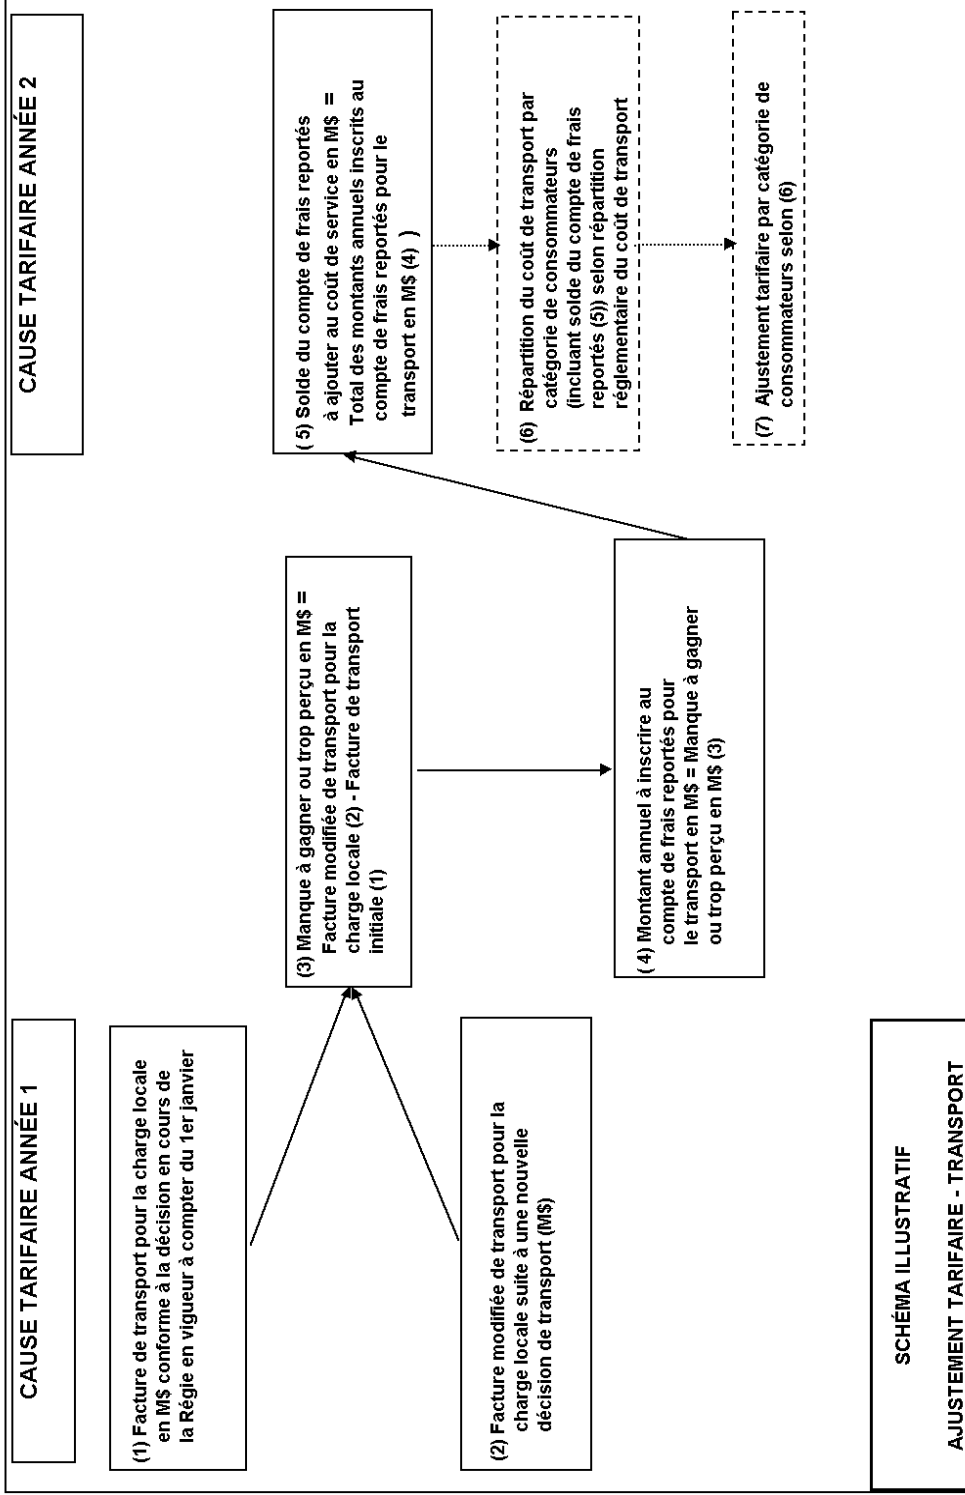 CAUSE TARIFAIRE ANNÉE 1
CAUSE TARIFAIRE ANNÉE 2
(1) Facture de transport pour la charge locale
en M$ conforme à la décision en cours de
la Régie en vigueur à compter du 1er janvier
(2) Facture modifiée de transport pour la
charge locale suite à une nouvelle
décision de transport (M$)
(3) Manque à gagner ou trop perçu en M$ =
Facture modifiée de transport pour la
charge locale (2) - Facture de transport
initiale (1)
( 4) Montant annuel à inscrire au
compte de frais reportés pour
le transport en M$ = Manque à gagner
ou trop perçu en M$ (3)
( 5) Solde du compte de frais reportés
à ajouter au coût de service en M$ =
Total des montants annuels inscrits au
compte de frais reportés pour le
transport en M$ (4) )
(6) Répartition du coût de transport par
catégorie de consommateurs
(incluant solde du compte de frais
reportés (5)) selon répartition
réglementaire du coût de transport
(7) Ajustement tarifaire par catégorie de
consommateurs selon (6)
SCHÉMA ILLUSTRATIF
AJUSTEMENT TARIFAIRE - TRANSPORT